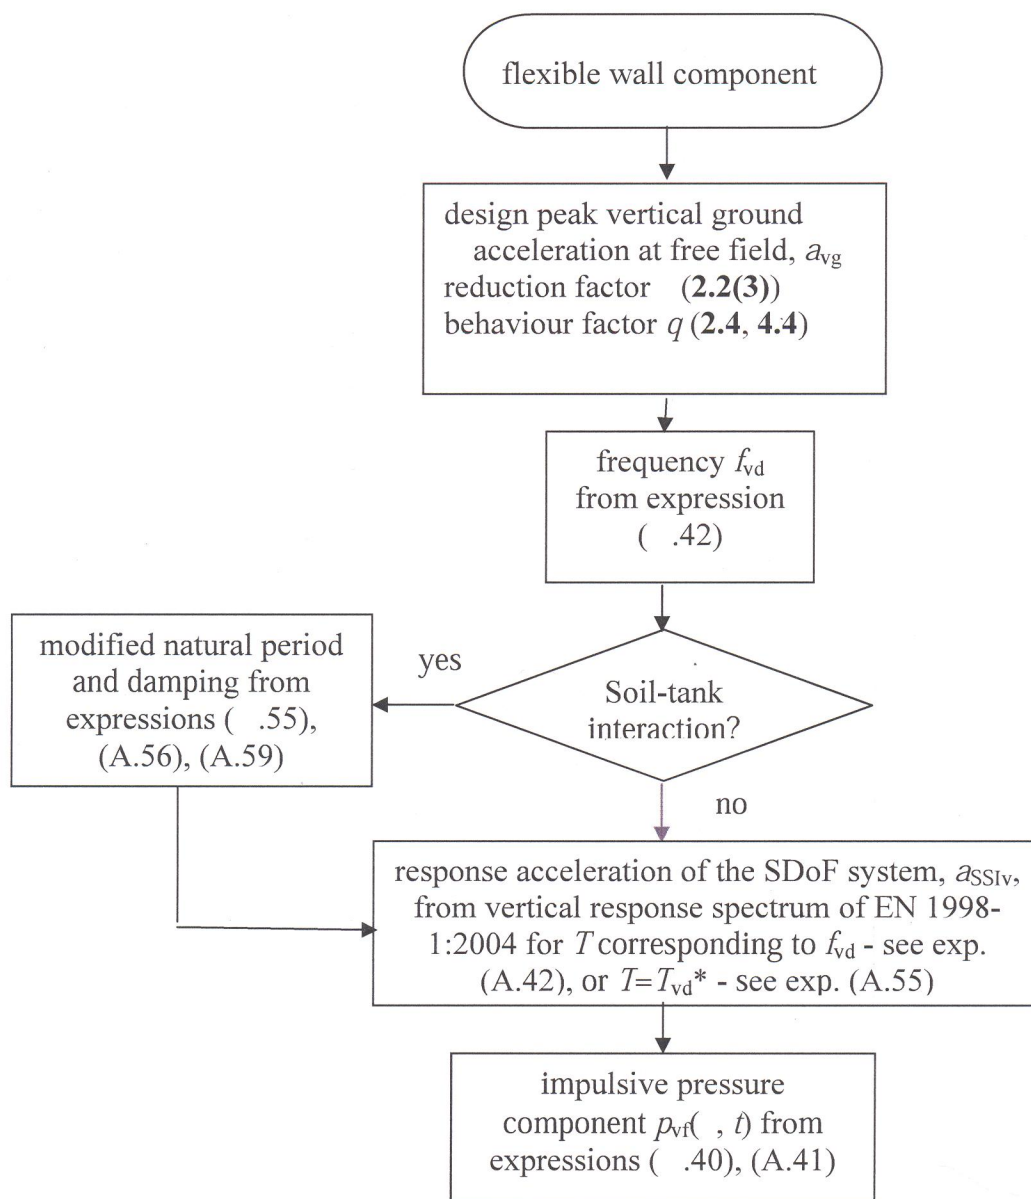 flexible wall component
design peak vertical ground
acceleration at free field, avg
reduction factor (2.2(3))
behaviour factor q (2.4, 4.4)
frequency fvd
from expression
( .42)
Soil-tank
interaction?
yes
modified natural period
and damping from
expressions ( .55),
(A.56), (A.59)
no
response acceleration of the SDoF system, aSSIv,
from vertical response spectrum of EN 1998-
1:2004 for T corresponding to fvd - see exp.
(A.42), or T=Tvd* - see exp. (A.55)
impulsive pressure
component pvf( , t) from
expressions ( .40), (A.41)